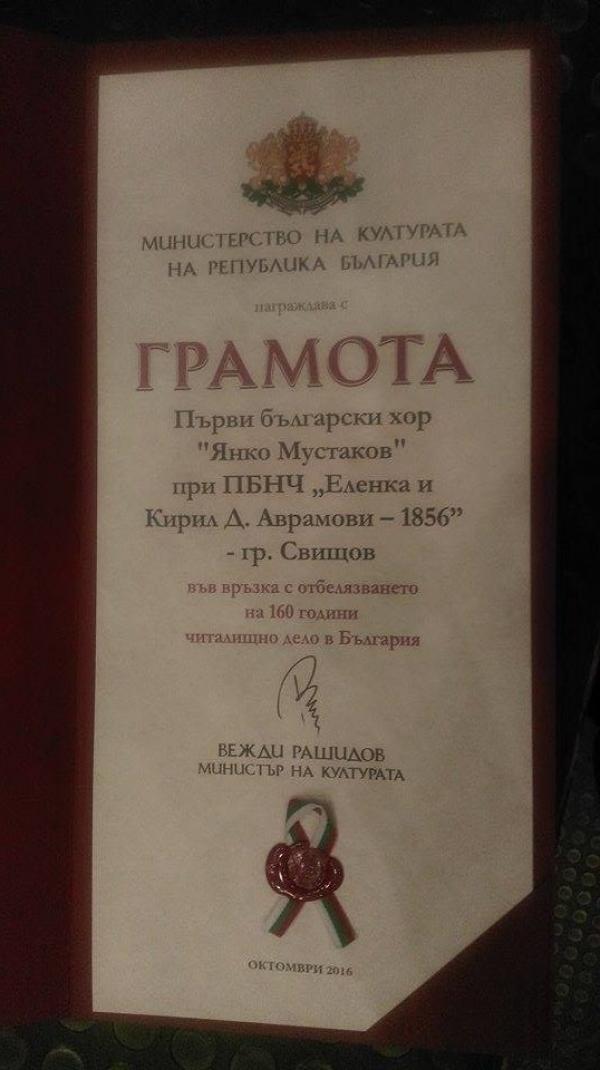 МИНИСТЕРСТВО НА КУЛТУРАТА
НА РЕПУБЛИКА БЪЛГАРИЯ
награждава с
ГРАМОТА
Първи български хор
"Янко Мустаков"
при ПБНЧ „Еленка и
Кирил Д. Аврамови – 1856”
- гр. Свищов
във връзка с отбелязването
на 160 години
читалищно дело в България
ВЕЖДИ РАШИДОВ
МИНИСТЪР НА КУЛТУРАТА
ОКТОМВРИ 2016